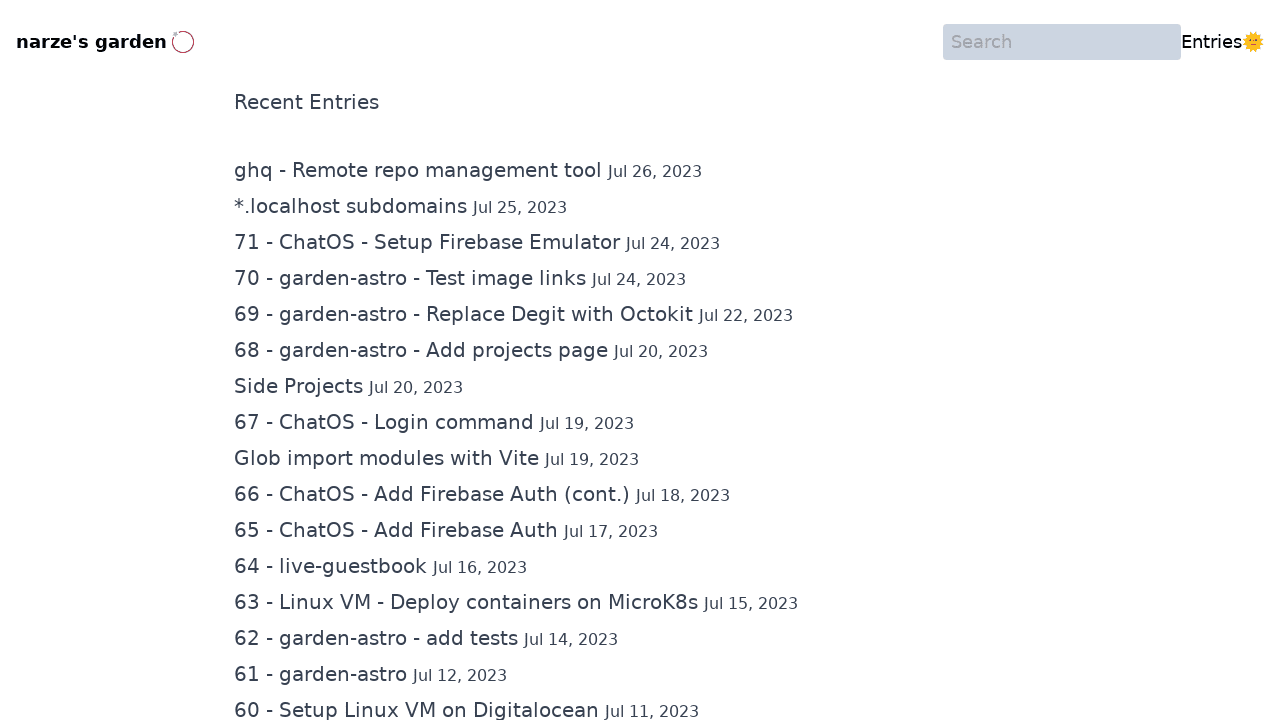 narze's garden
Search
Entries🌞
Recent Entries
ghq - Remote repo management tool Jul 26, 2023
*.localhost subdomains Jul 25, 2023
71 - ChatOS - Setup Firebase Emulator Jul 24, 2023
70 - garden-astro - Test image links Jul 24, 2023
69 - garden-astro - Replace Degit with Octokit Jul 22, 2023
68 - garden-astro - Add projects page Jul 20, 2023
Side Projects Jul 20, 2023
67 - ChatOS - Login command Jul 19, 2023
Glob import modules with Vite Jul 19, 2023
66 - ChatOS - Add Firebase Auth (cont.) Jul 18, 2023
65 - ChatOS - Add Firebase Auth Jul 17, 2023
64 - live-guestbook Jul 16, 2023
63 - Linux VM - Deploy containers on MicroK8s Jul 15, 2023
62 - garden-astro - add tests Jul 14, 2023
61 - garden-astro Jul 12, 2023
60 - Setup Linux VM on Digitalocean Jul 11, 2023